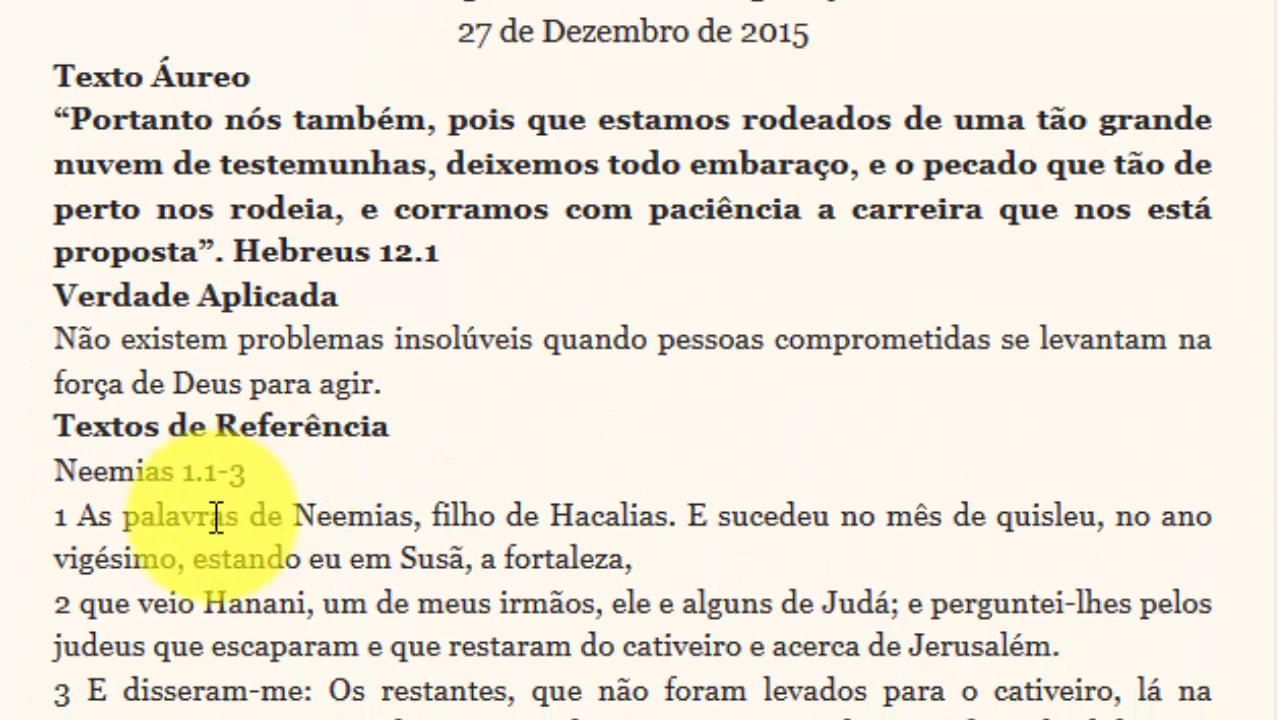 27 de Dezembro de 2015
Texto Áureo
“Portanto nós também, pois que estamos rodeados de uma tão grande
nuvem de testemunhas, deixemos todo embaraço, e o pecado que tão de
perto nos rodeia, e corramos com paciência a carreira que nos está
proposta”. Hebreus 12.1
Verdade Aplicada
Não existem problemas insolúveis quando pessoas comprometidas se levantam na
força de Deus para agir.
Textos de Referência
Neemias 1.1-3
1 As palavras de Neemias, filho de Hacalias. E sucedeu no mês de quisleu, no ano
vigésimo, estando eu em Susã, a fortaleza,
2 que veio Hanani, um de meus irmãos, ele e alguns de Judá; e perguntei-lhes pelos
judeus que escaparam e que restaram do cativeiro e acerca de Jerusalém.
3 E disseram-me: Os restantes, que não foram levados para o cativeiro, lá na